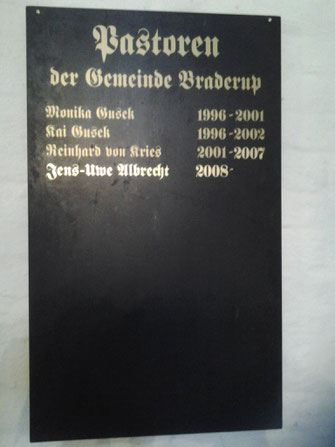 Pastoren
der Gemeinde Braderup
Monika Gusek 1996-2001
Kai Gusek 1996-2002
Reinhard von Kries 2001-2007
Jens-Uwe Albrecht 2008-